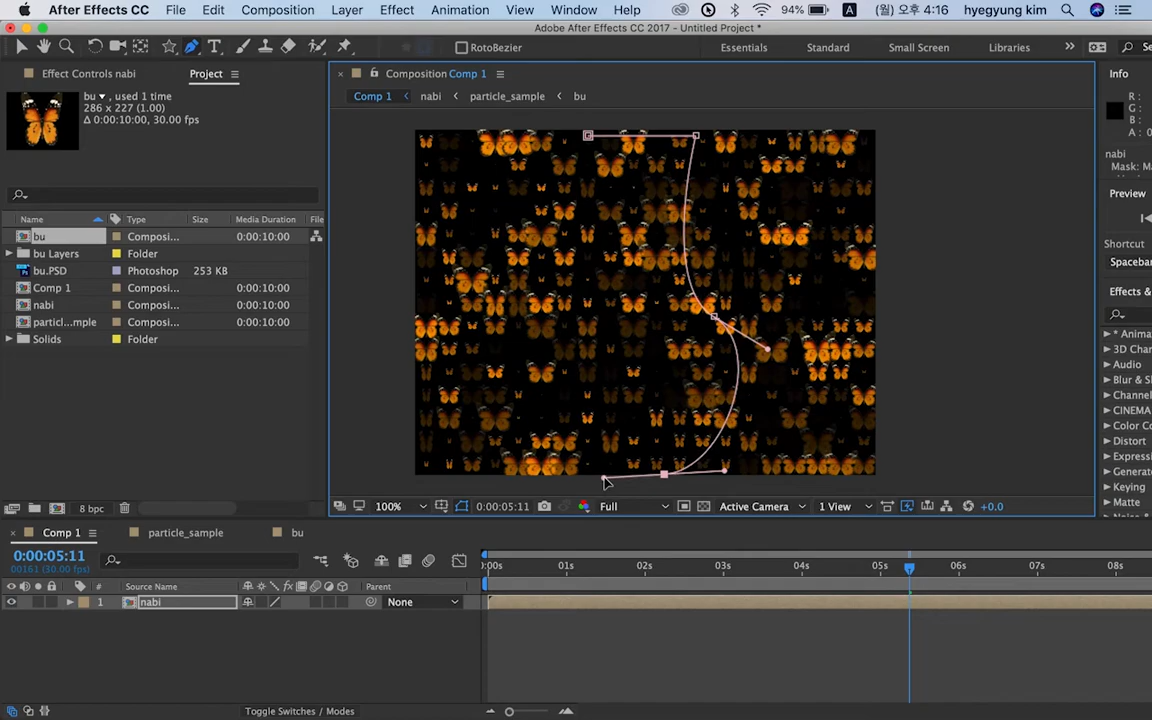 After Effects CC File Edit Composition Layer Effect Animation View Window Help 94% A (월) 오후 4:16 hyegyung kim
Adobe After Effects CC 2017 - Untitled Project *
RotoBezier Essentials Standard Small Screen Libraries » Se
Effect Controls nabi Project
× Composition Comp 1 Info
bu ▾, used 1 time
286 x 227 (1.00)
Δ 0:00:10:00, 30.00 fps
Comp 1 nabi particle_sample bu
R :
G :
B :
A : 0
nabi
Mask: M
Preview
Name Type Size Media Duration File
bu Composi... 0:00:10:00
bu Layers Folder
bu.PSD Photoshop 253 KB
Comp 1 Composi... 0:00:10:00
nabi Composi... 0:00:10:00
particl...mple Composi... 0:00:10:00
Solids Folder
Shortcut
Spacebar
Effects &
* Anima
3D Cha
Audio
Blur & S
Channe
CINEMA
Color Co
Distort
Express
Generat
Keying
8 bpc 100% 0:00:05:11 Full Active Camera 1 View +0.0
× Comp 1 particle_sample bu
0:00:05:11
00161 (30.00 fps)
:00s 01s 02s 03s 04s 05s 06s 07s 08s
# Source Name fx Parent
1 nabi None
Toggle Switches / Modes